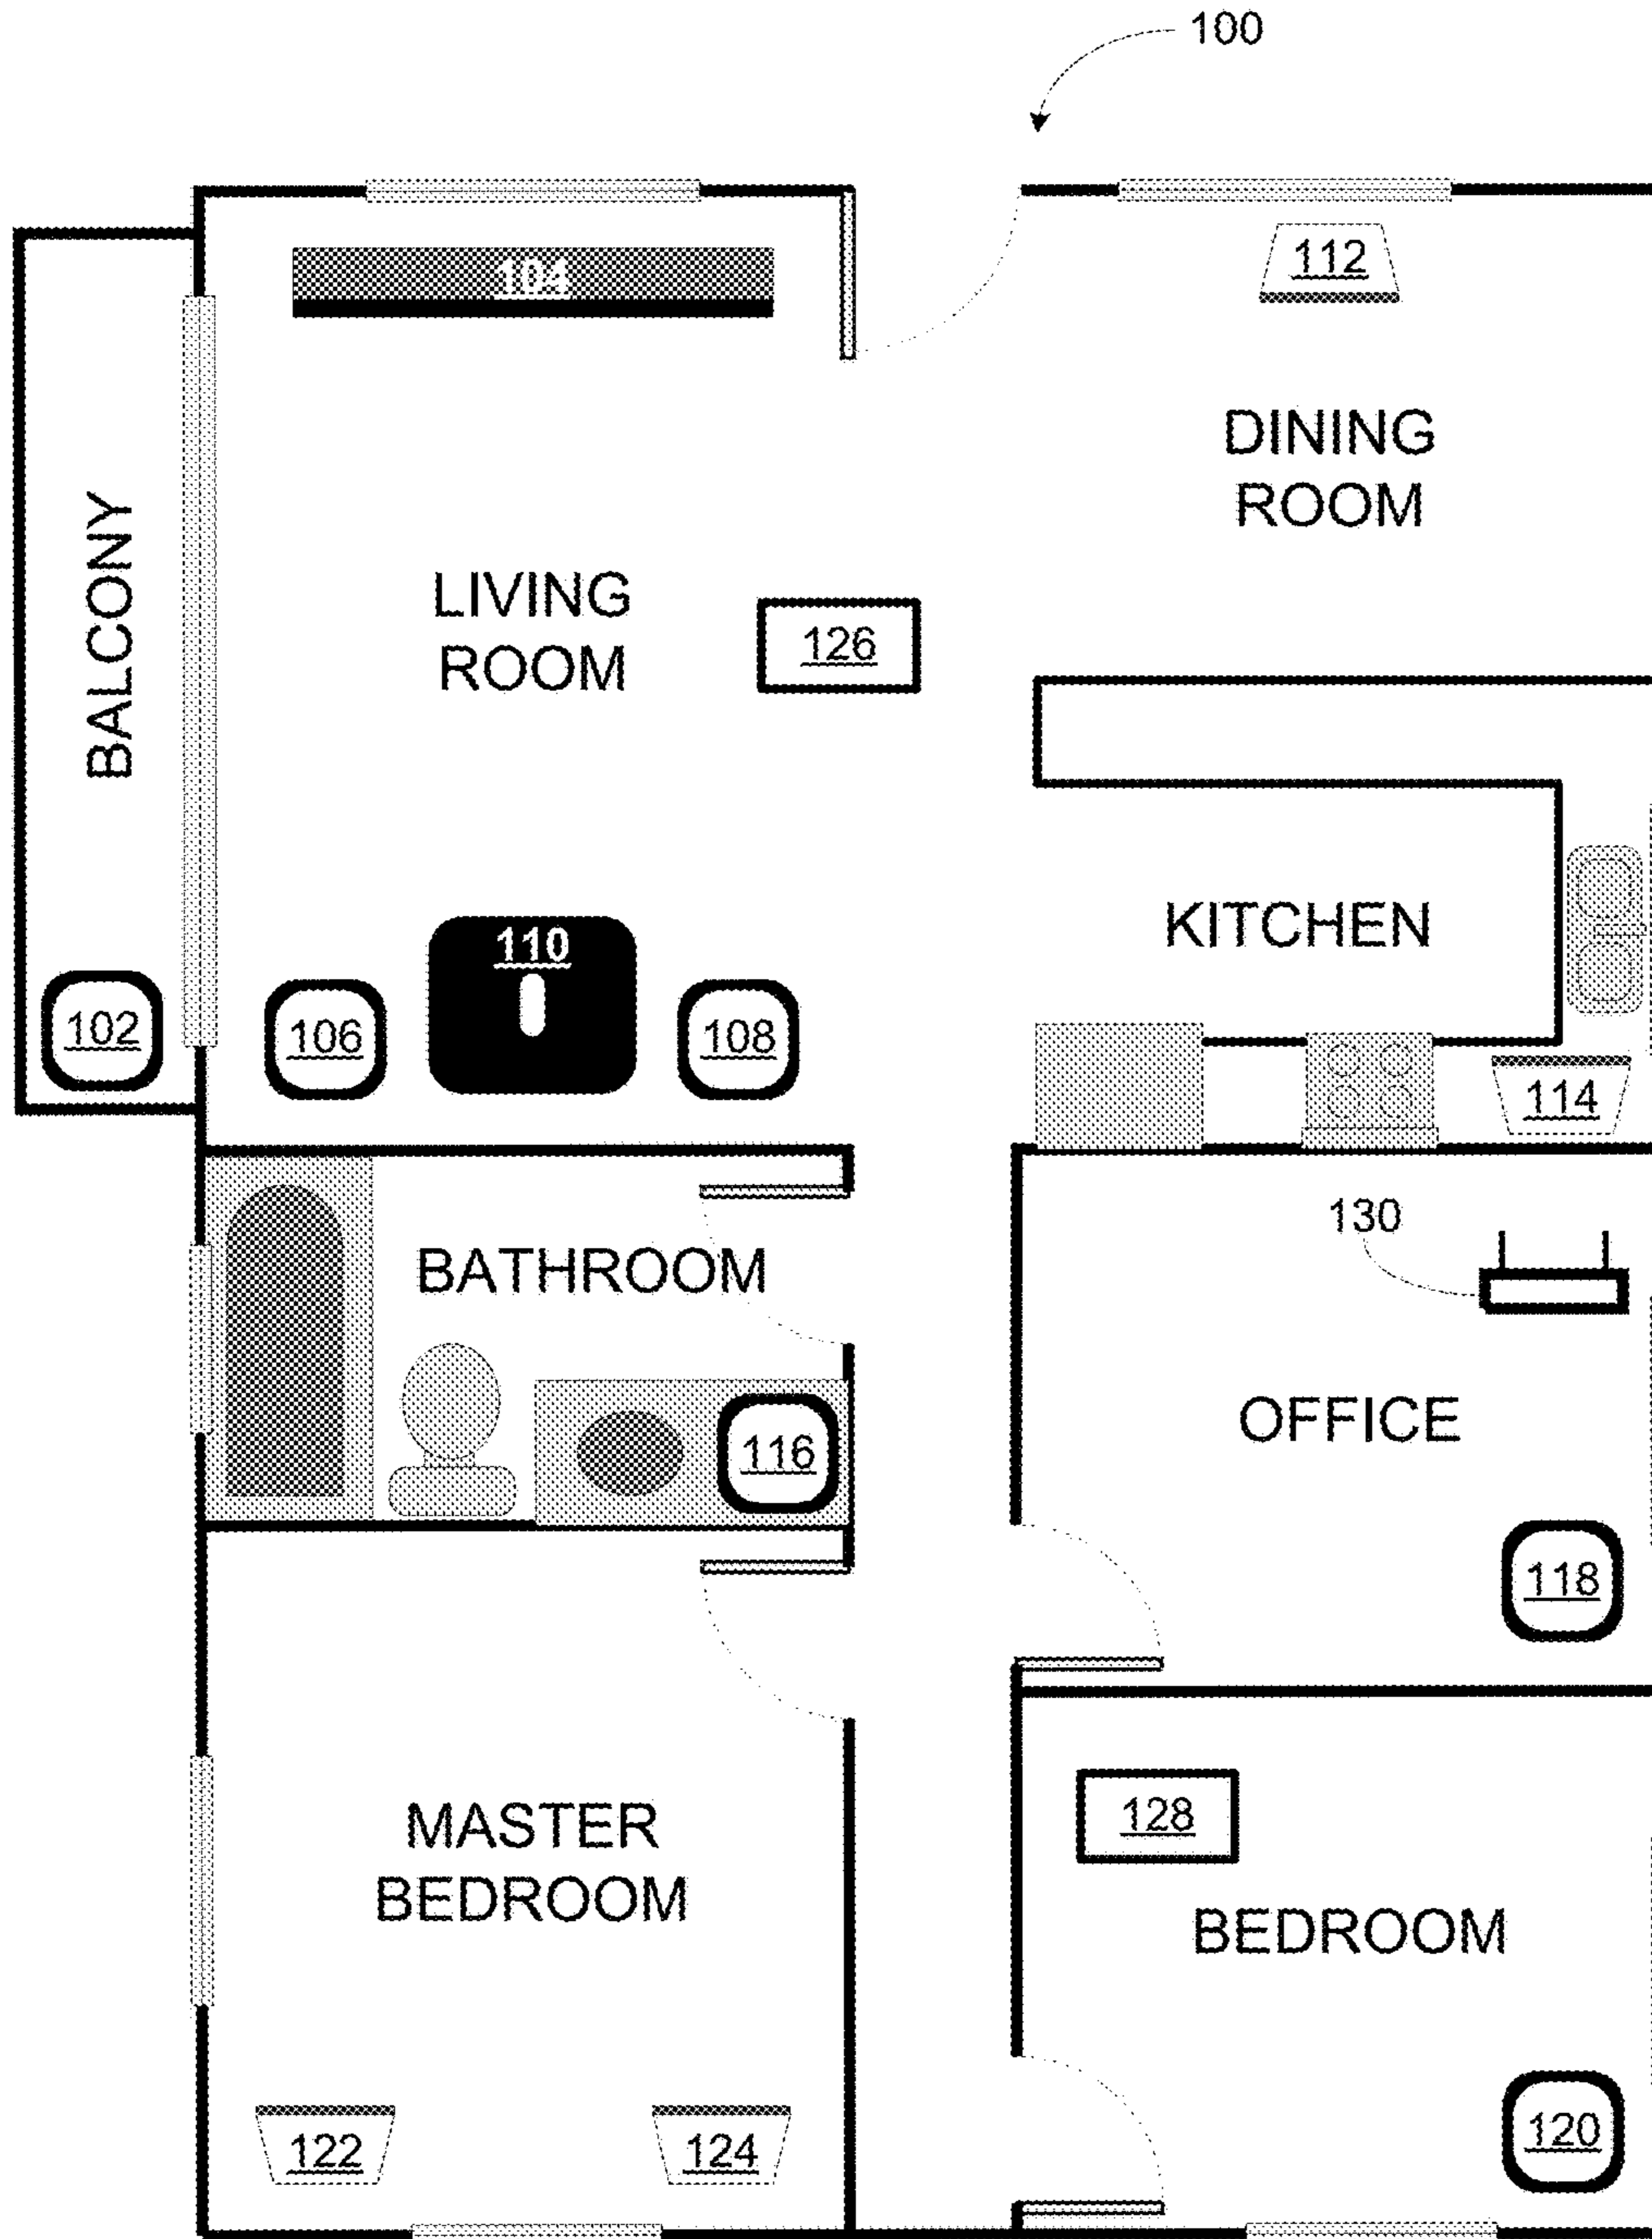 100
104
112
DINING
ROOM
BALCONY
LIVING
ROOM
126
KITCHEN
110
102
106
108
114
130
BATHROOM
OFFICE
116
118
128
MASTER
BEDROOM
BEDROOM
122
124
120